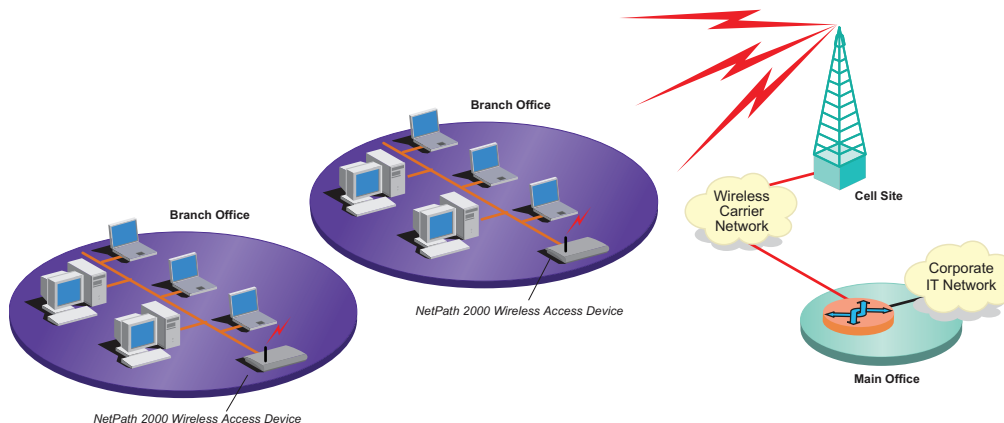 Branch Office
NetPath 2000 Wireless Access Device
Branch Office
NetPath 2000 Wireless Access Device
Cell Site
Wireless
Carrier
Network
Corporate
IT Network
Main Office